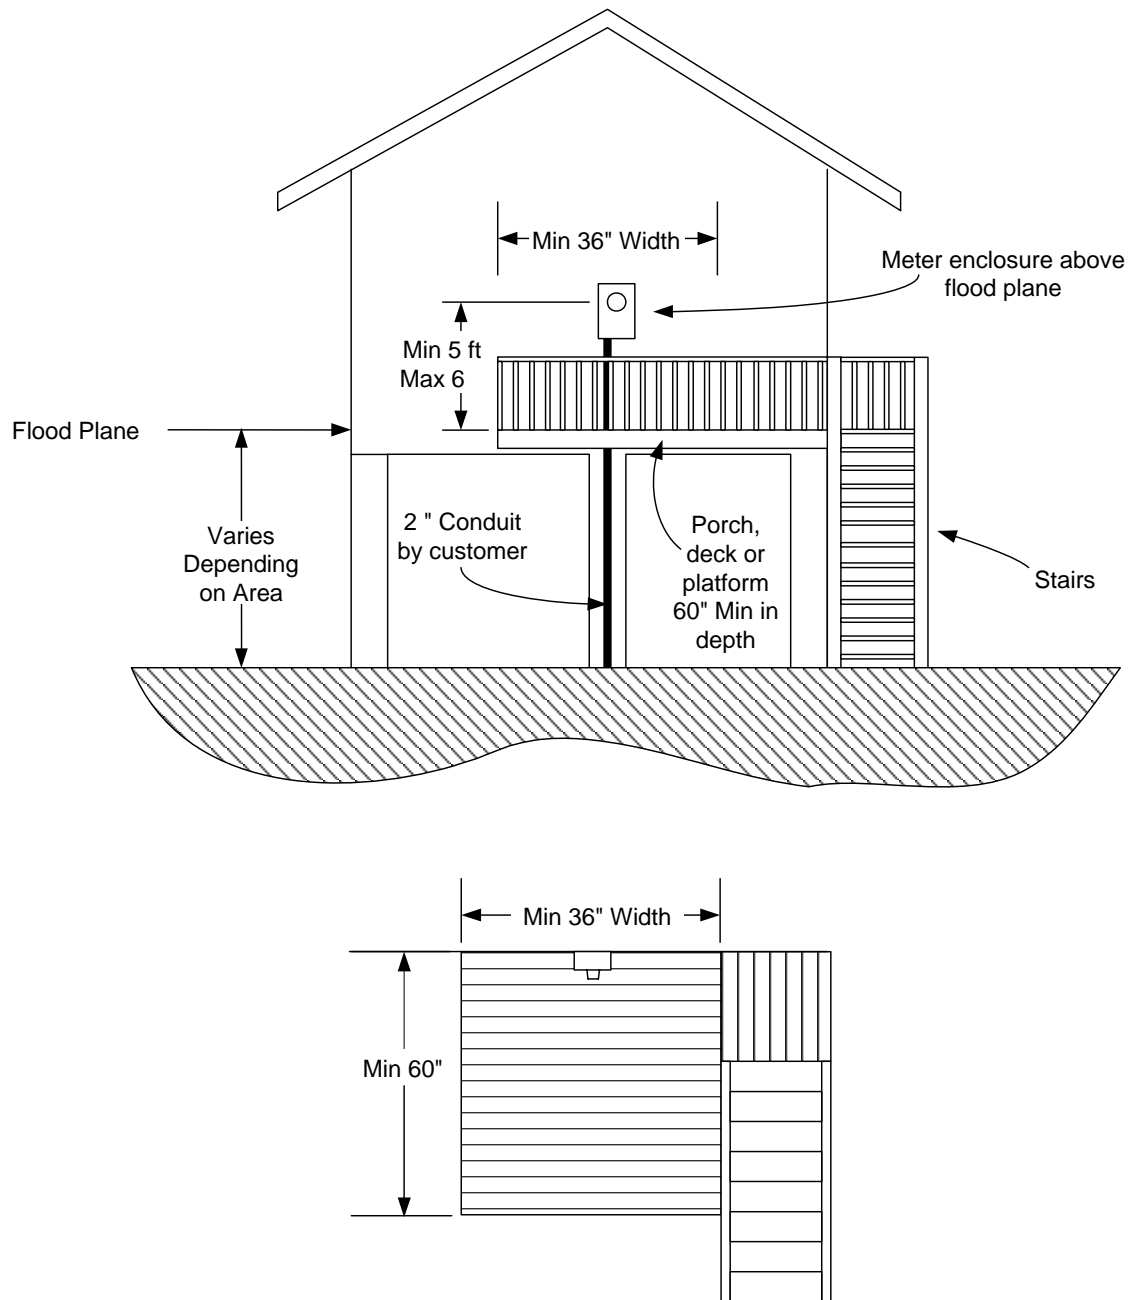 Min 36" Width
Meter enclosure above
flood plane
Min 5 ft
Max 6
Flood Plane
2 " Conduit
by customer
Varies
Depending
on Area
Porch,
deck or
platform
60" Min in
depth
Stairs
Min 36" Width
Min 60"